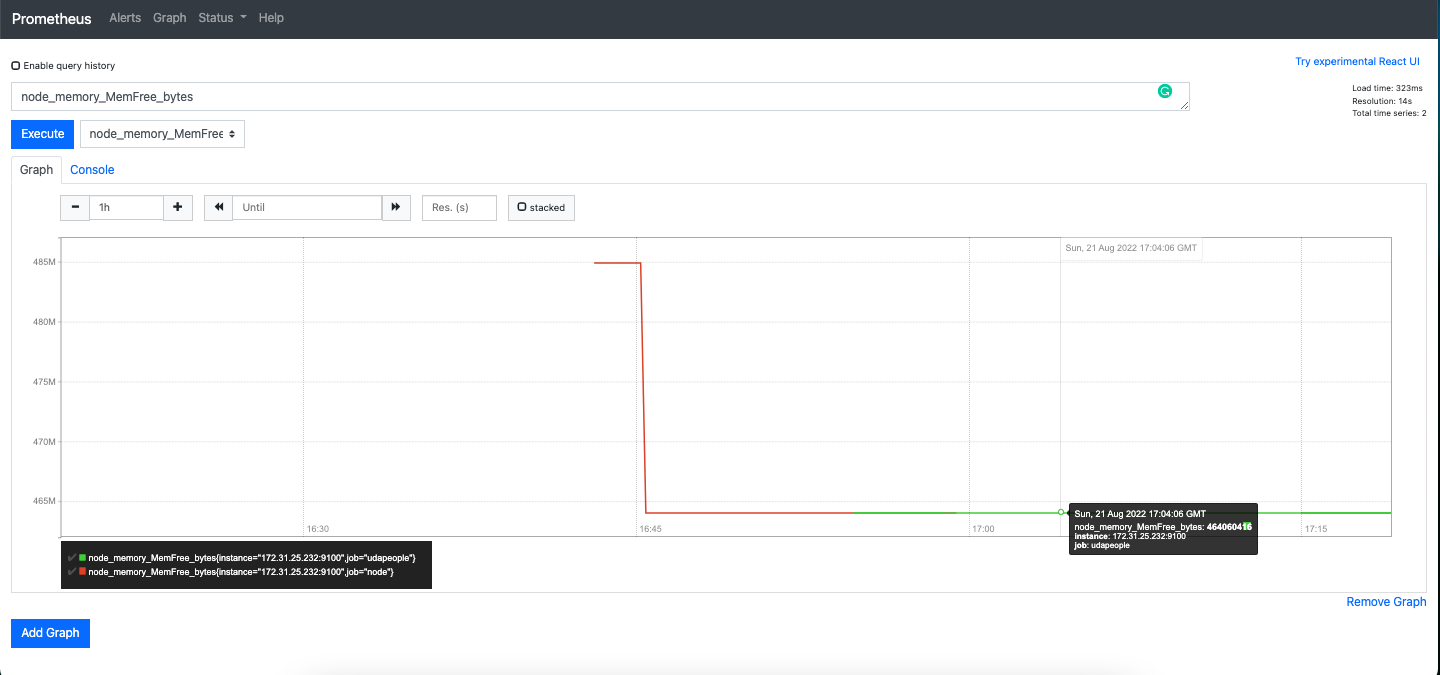 Prometheus Alerts Graph Status Help
Enable query history
Try experimental React UI
node_memory_MemFree_bytes
Load time: 323ms
Resolution: 14s
Total time series: 2
Execute node_memory_MemFree
Graph Console
- 1h + Until Res. (s) stacked
Sun, 21 Aug 2022 17:04:06 GMT
485M
480M
475M
470M
465M
16:30 16:45 17:00 17:15
Sun, 21 Aug 2022 17:04:06 GMT
node_memory_MemFree_bytes: 464060416
instance: 172.31.25.232:9100
job: udapeople
✓ node_memory_MemFree_bytes{instance="172.31.25.232:9100",job="udapeople"}
✓ node_memory_MemFree_bytes{instance="172.31.25.232:9100",job="node"}
Remove Graph
Add Graph